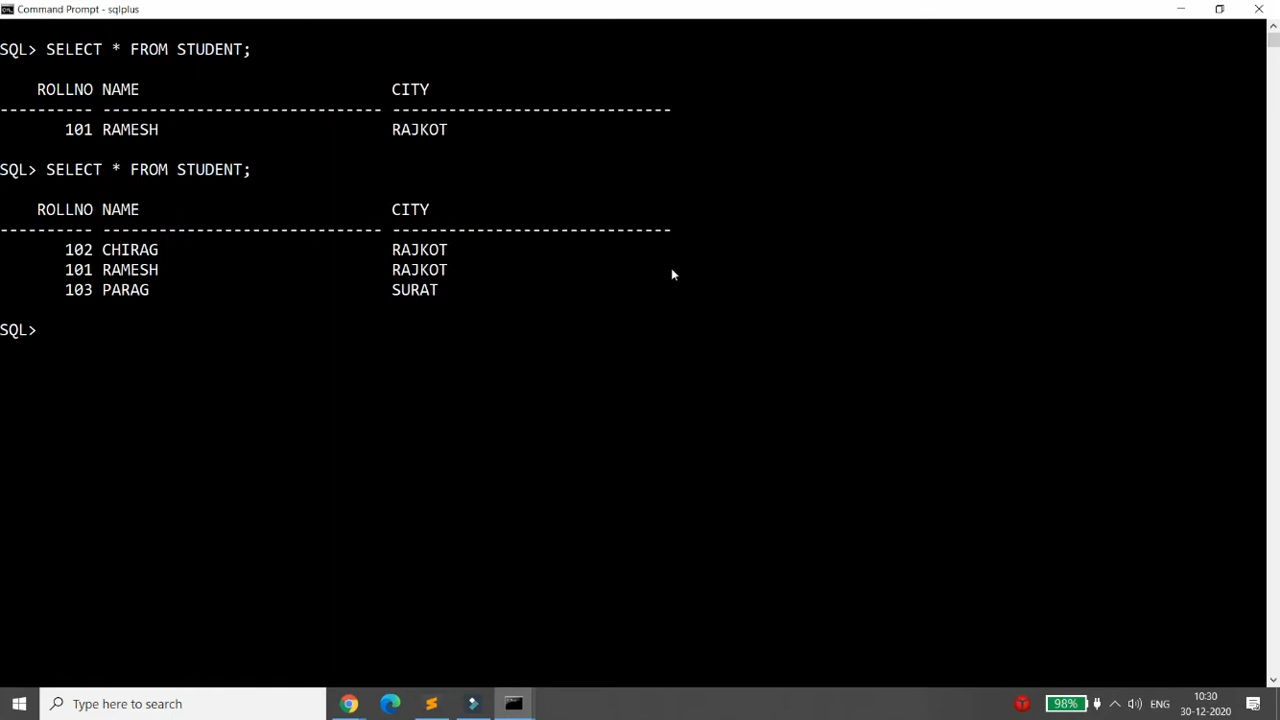 Command Prompt - sqlplus
SQL> SELECT * FROM STUDENT;
ROLLNO NAME CITY
---------- ------------------------------ ------------------------------
101 RAMESH RAJKOT
SQL> SELECT * FROM STUDENT;
ROLLNO NAME CITY
---------- ------------------------------ ------------------------------
102 CHIRAG RAJKOT
101 RAMESH RAJKOT
103 PARAG SURAT
SQL>
Type here to search
98%
ENG
10:30
30-12-2020